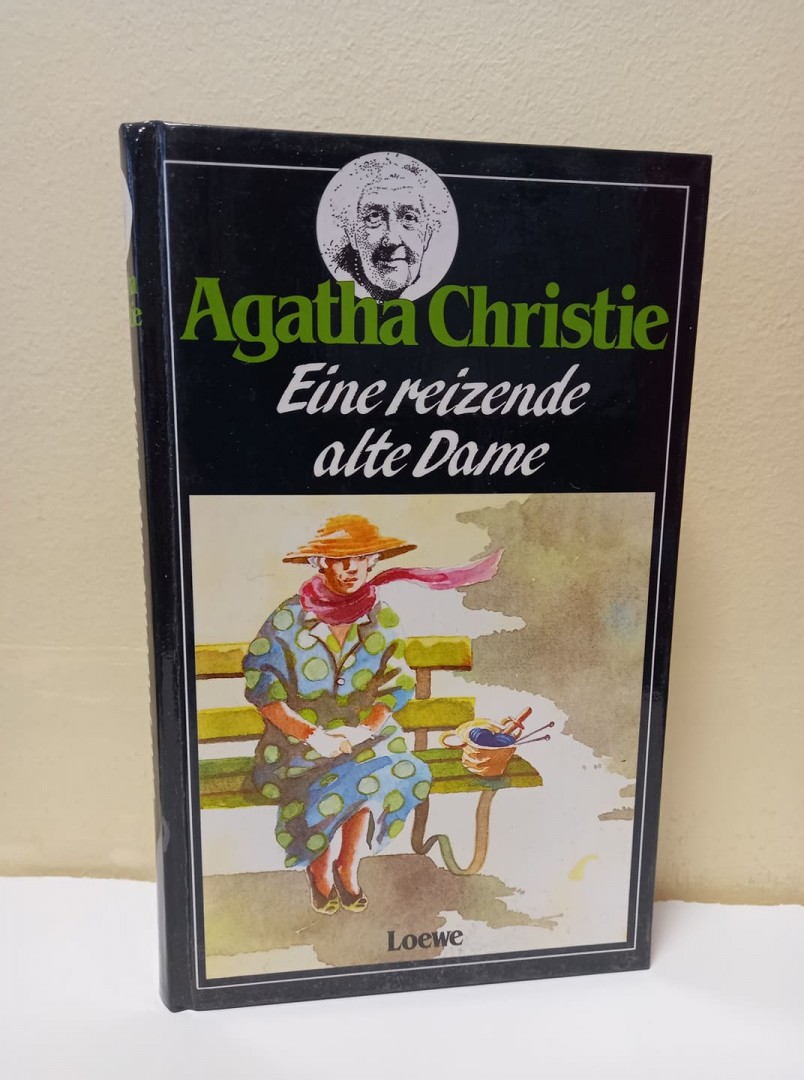 Agatha Christie
Eine reizende
alte Dame
Loewe